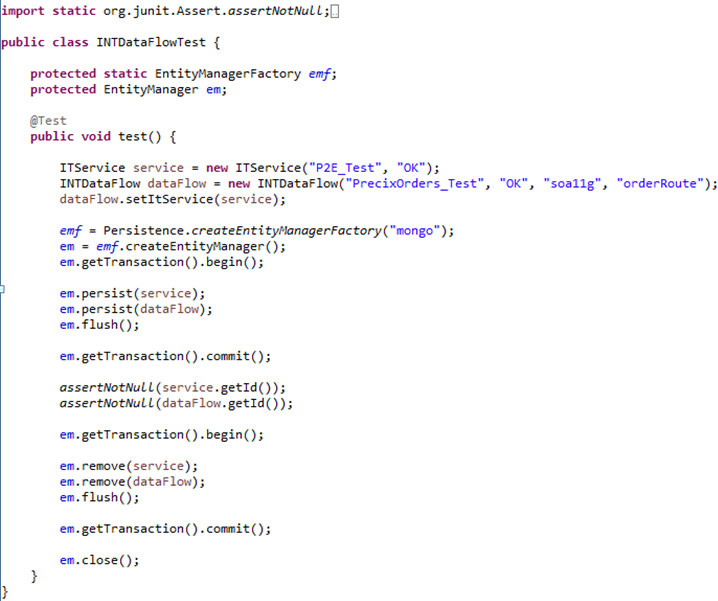 import static org.junit.Assert.assertNotNull;
public class INTDataFlowTest {
protected static EntityManagerFactory emf;
protected EntityManager em;
@Test
public void test() {
ITService service = new ITService("P2E_Test", "OK");
INTDataFlow dataFlow = new INTDataFlow("PrecixOrders_Test", "OK", "soa11g", "orderRoute");
dataFlow.setItService(service);
emf = Persistence.createEntityManagerFactory("mongo");
em = emf.createEntityManager();
em.getTransaction().begin();
em.persist(service);
em.persist(dataFlow);
em.flush();
em.getTransaction().commit();
assertNotNull(service.getId());
assertNotNull(dataFlow.getId());
em.getTransaction().begin();
em.remove(service);
em.remove(dataFlow);
em.flush();
em.getTransaction().commit();
em.close();
}
}